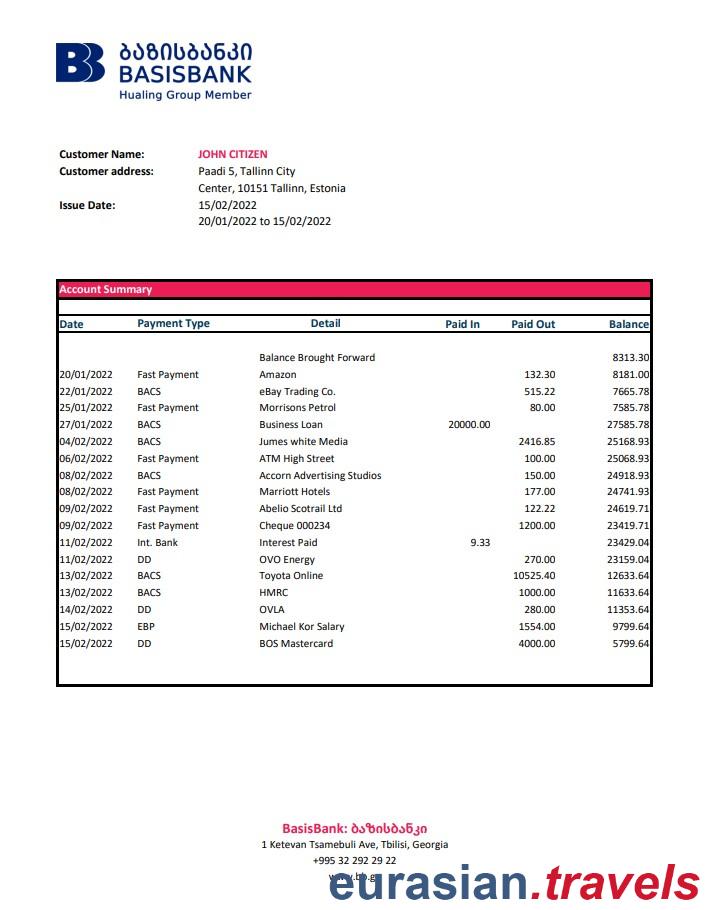 ბაზისბანკი
BASISBANK
Hualing Group Member
Customer Name: JOHN CITIZEN
Customer address: Paadi 5, Tallinn City
Center, 10151 Tallinn, Estonia
Issue Date: 15/02/2022
20/01/2022 to 15/02/2022
Account Summary
Date Payment Type Detail Paid In Paid Out Balance
Balance Brought Forward 8313.30
20/01/2022 Fast Payment Amazon 132.30 8181.00
22/01/2022 BACS eBay Trading Co. 515.22 7665.78
25/01/2022 Fast Payment Morrisons Petrol 80.00 7585.78
27/01/2022 BACS Business Loan 20000.00 27585.78
04/02/2022 BACS Jumes white Media 2416.85 25168.93
06/02/2022 Fast Payment ATM High Street 100.00 25068.93
08/02/2022 BACS Accorn Advertising Studios 150.00 24918.93
08/02/2022 Fast Payment Marriott Hotels 177.00 24741.93
09/02/2022 Fast Payment Abelio Scotrail Ltd 122.22 24619.71
09/02/2022 Fast Payment Cheque 000234 1200.00 23419.71
11/02/2022 Int. Bank Interest Paid 9.33 23429.04
11/02/2022 DD OVO Energy 270.00 23159.04
13/02/2022 BACS Toyota Online 10525.40 12633.64
13/02/2022 BACS HMRC 1000.00 11633.64
14/02/2022 DD OVLA 280.00 11353.64
15/02/2022 EBP Michael Kor Salary 1554.00 9799.64
15/02/2022 DD BOS Mastercard 4000.00 5799.64
BasisBank: ბაზისბანკი
1 Ketevan Tsamebuli Ave, Tbilisi, Georgia
+995 32 292 29 22
eurasian.travels